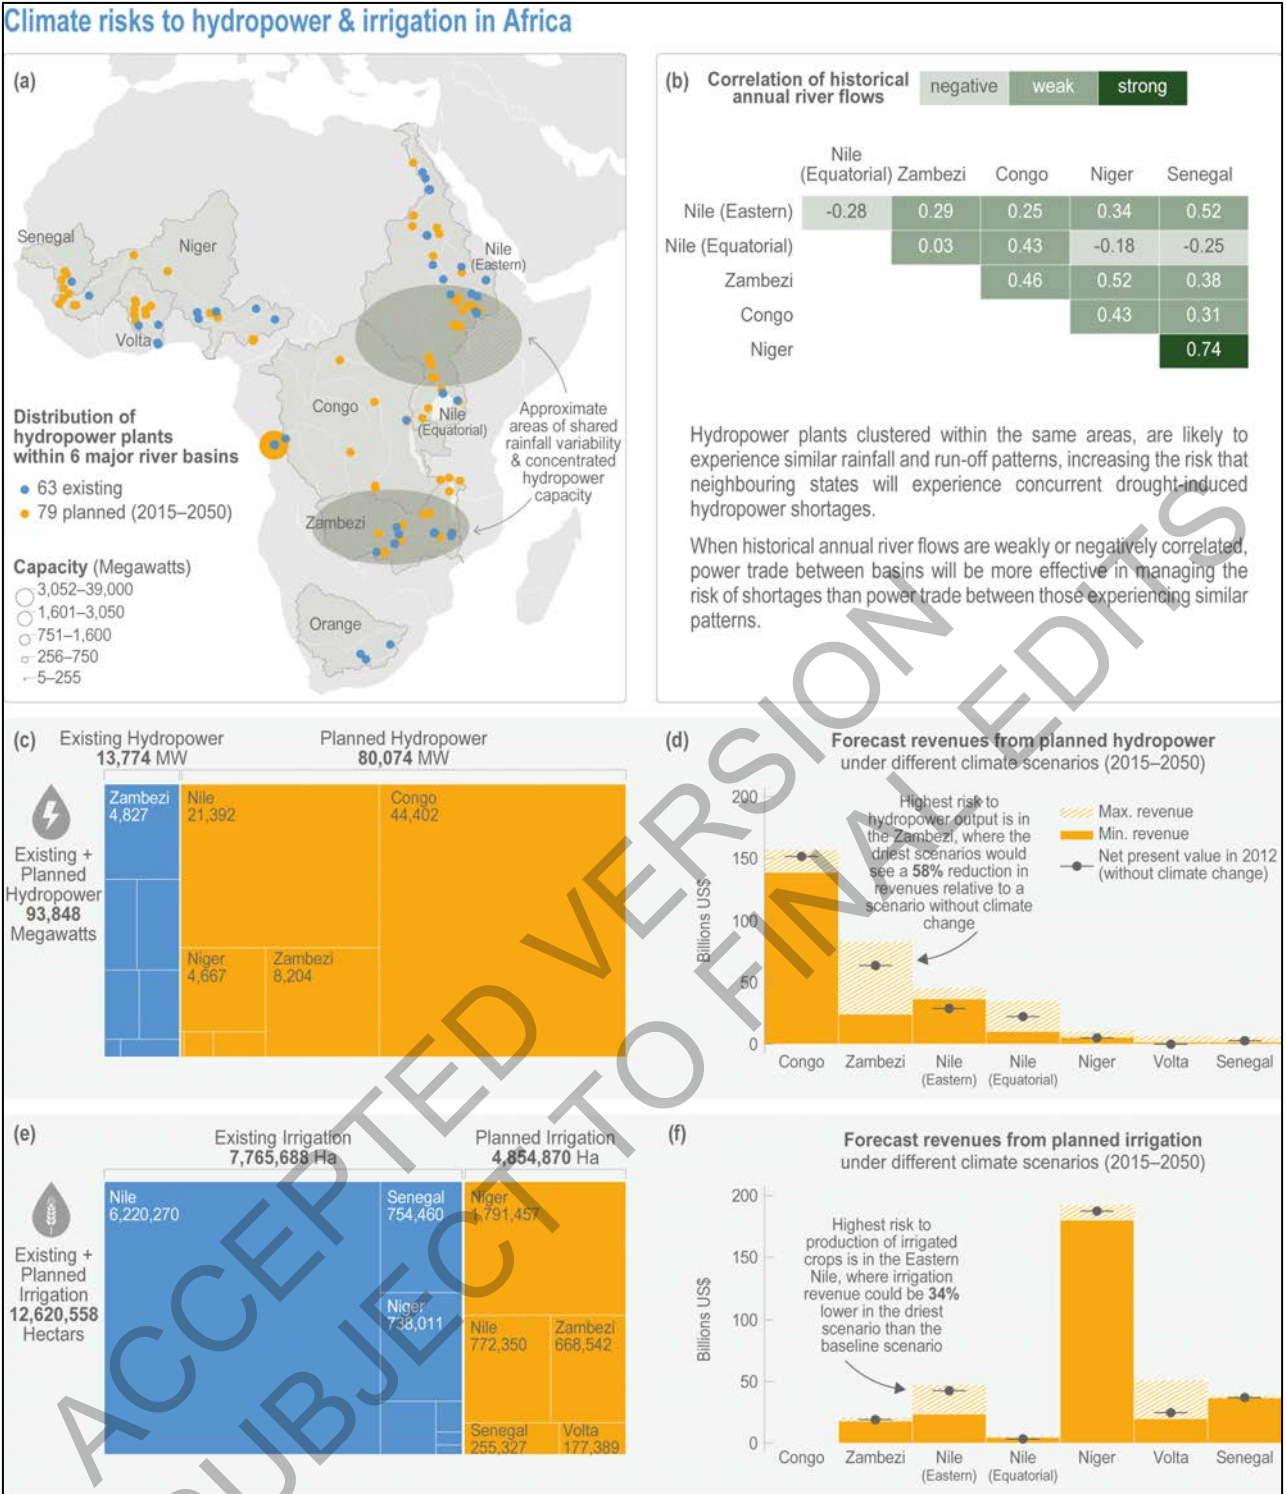 Climate risks to hydropower & irrigation in Africa
(a)
Senegal
Niger
Nile
(Eastern)
Volta
Congo
Nile
(Equatorial)
Approximate
areas of shared
rainfall variability
& concentrated
hydropower
capacity
Zambezi
Orange
Distribution of
hydropower plants
within 6 major river basins
63 existing
79 planned (2015–2050)
Capacity (Megawatts)
3,052–39,000
1,601–3,050
751–1,600
256–750
5–255
(b)
Correlation of historical
annual river flows
negative weak strong
Nile
(Equatorial) Zambezi Congo Niger Senegal
Nile (Eastern) -0.28 0.29 0.25 0.34 0.52
Nile (Equatorial) 0.03 0.43 -0.18 -0.25
Zambezi 0.46 0.52 0.38
Congo 0.43 0.31
Niger 0.74
Hydropower plants clustered within the same areas, are likely to
experience similar rainfall and run-off patterns, increasing the risk that
neighbouring states will experience concurrent drought-induced
hydropower shortages.
When historical annual river flows are weakly or negatively correlated,
power trade between basins will be more effective in managing the
risk of shortages than power trade between those experiencing similar
patterns.
(c)
Existing Hydropower
13,774 MW
Planned Hydropower
80,074 MW
Existing +
Planned
Hydropower
93,848
Megawatts
Zambezi
4,827
Nile
21,392
Congo
44,402
Niger
4,667
Zambezi
8,204
(d)
Forecast revenues from planned hydropower
under different climate scenarios (2015–2050)
Billions US$
200
150
100
50
0
Highest risk to
hydropower output is in
the Zambezi, where the
driest scenarios would
see a 58% reduction in
revenues relative to a
scenario without climate
change
Max. revenue
Min. revenue
Net present value in 2012
(without climate change)
Congo Zambezi Nile Nile Niger Volta Senegal
(Eastern) (Equatorial)
(e)
Existing Irrigation
7,765,688 Ha
Planned Irrigation
4,854,870 Ha
Existing +
Planned
Irrigation
12,620,558
Hectars
Nile
6,220,270
Senegal
754,460
Niger
738,011
Niger
1,791,457
Nile
772,350
Zambezi
668,542
Senegal
255,327
Volta
177,389
(f)
Forecast revenues from planned irrigation
under different climate scenarios (2015–2050)
Billions US$
200
150
100
50
0
Highest risk to
production of irrigated
crops is in the Eastern
Nile, where irrigation
revenue could be 34%
lower in the driest
scenario than the
baseline scenario
Congo Zambezi Nile Nile Niger Volta Senegal
(Eastern) (Equatorial)
ACCEPTED VERSION
SUBJECT TO FINAL EDITS